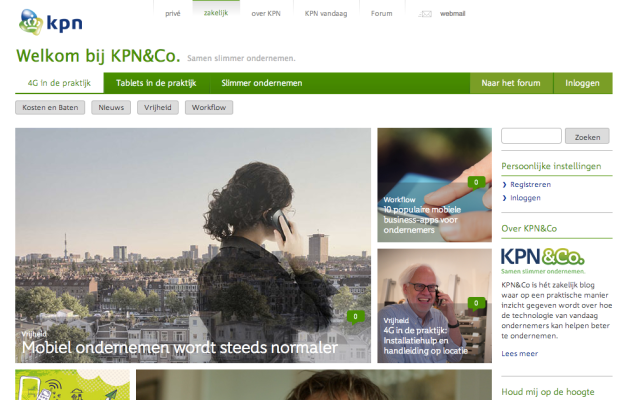 kpn
privé
zakelijk
over KPN
KPN vandaag
Forum
webmail
Welkom bij KPN&Co. Samen slimmer ondernemen.
4G in de praktijk
Tablets in de praktijk
Slimmer ondernemen
Naar het forum
Inloggen
Kosten en Baten
Nieuws
Vrijheid
Workflow
0
Vrijheid
Mobiel ondernemen wordt steeds normaler
0
Workflow
10 populaire mobiele
business-apps voor
ondernemers
0
Vrijheid
4G in de praktijk:
Installatiehulp en
handleiding op locatie
Zoeken
Persoonlijke instellingen
Registreren
Inloggen
Over KPN&Co
KPN&Co.
Samen slimmer ondernemen.
KPN&Co is hét zakelijk blog
waar op een praktische manier
inzicht gegeven wordt over hoe
de technologie van vandaag
ondernemers kan helpen beter
te ondernemen.
Lees meer
Houd mij op de hoogte